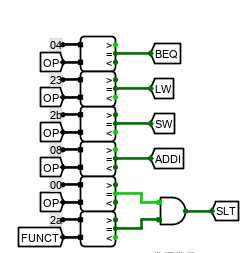 04 > = <
OP BEQ
23 > = <
OP LW
2b > = <
OP SW
08 > = <
OP ADDI
00 > = <
OP SLT
2a > = <
FUNCT